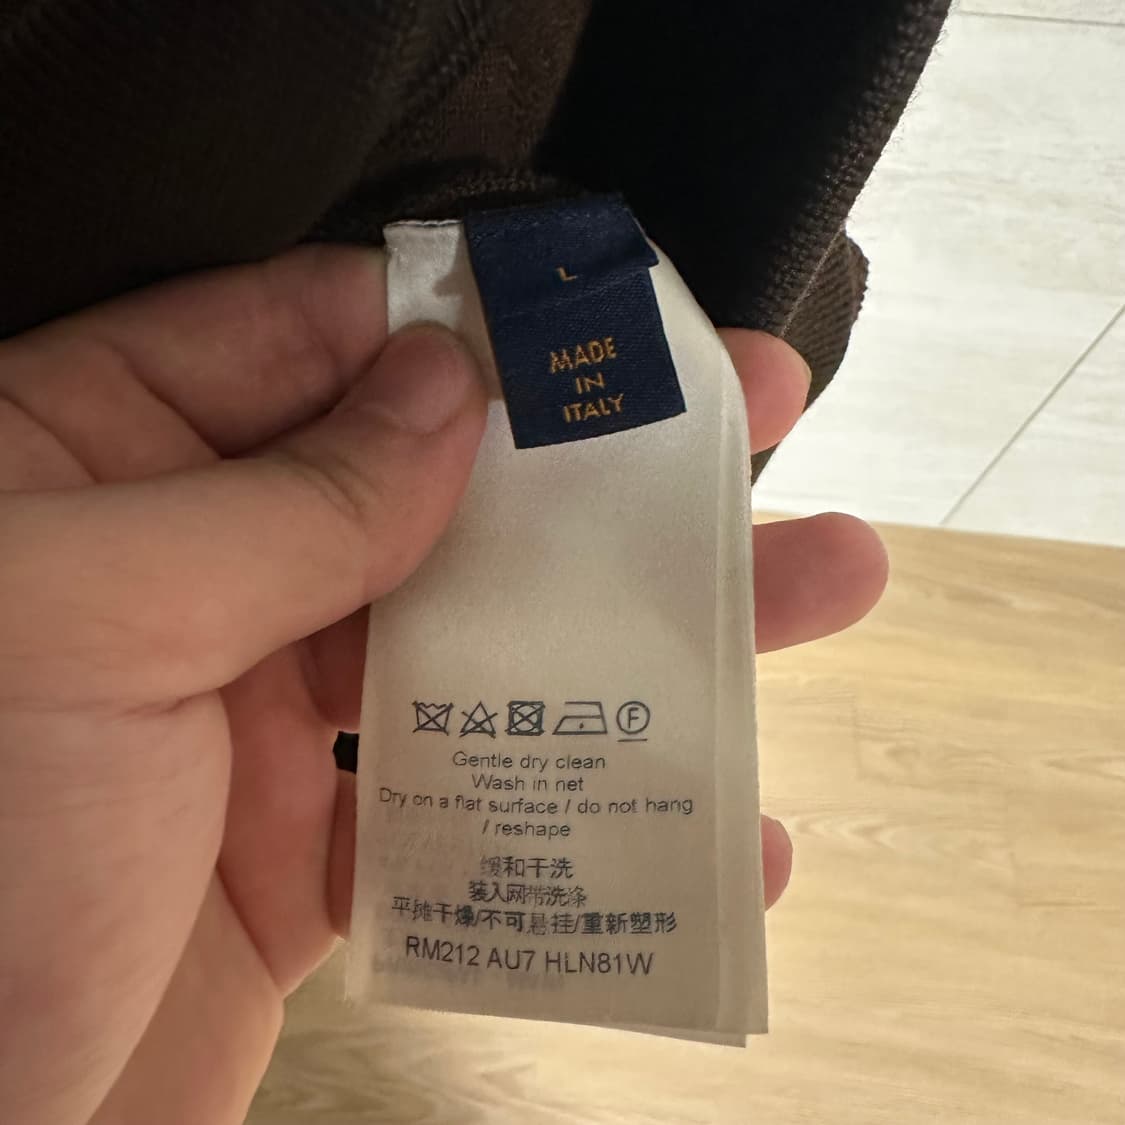 L
MADE
IN
ITALY
F
Gentle dry clean
Wash in net
Dry on a flat surface / do not hang
/ reshape
缓和干洗
装入网带洗涤
平摊干燥/不可悬挂/重新塑形
RM212 AU7 HLN81W